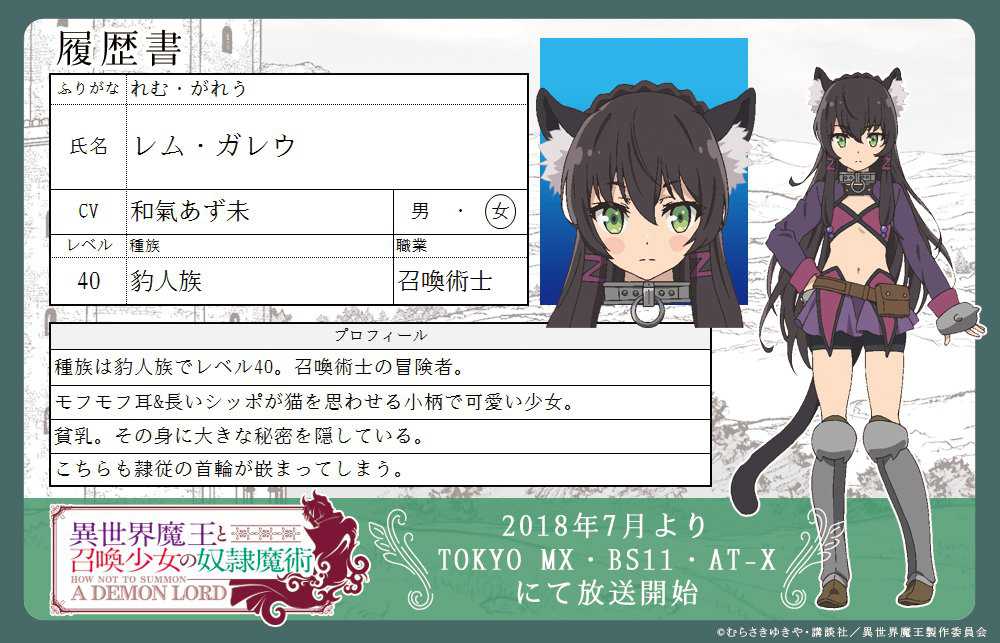 履歴書
ふりがな れむ・がれう
氏名 レム・ガレウ
CV 和氣あず未 男 ・ 女
レベル 種族 職業
40 豹人族 召喚術士
プロフィール
種族は豹人族でレベル40。召喚術士の冒険者。
モフモフ耳&長いシッポが猫を思わせる小柄で可愛い少女。
貧乳。その身に大きな秘密を隠している。
こちらも隷従の首輪が嵌まってしまう。
異世界魔王と
召喚少女の奴隷魔術
HOW NOT TO SUMMON
A DEMON LORD
2018年7月より
TOKYO MX・BS11・AT-X
にて放送開始
©むらさきゆきや・講談社／異世界魔王製作委員会